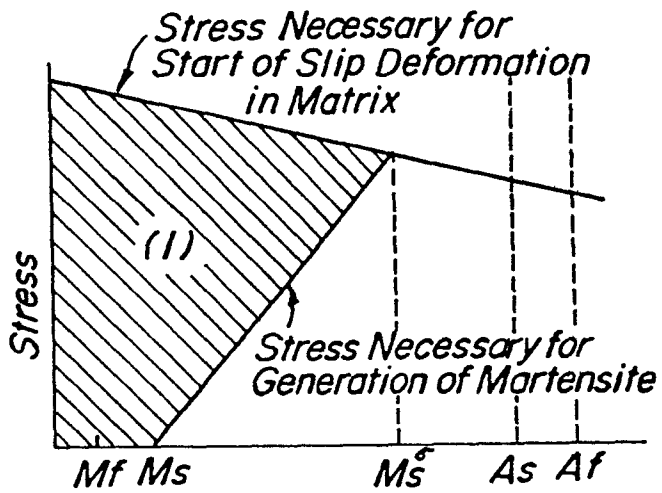 Stress Necessary for
Start of Slip Deformation
in Matrix
(I)
Stress
Stress Necessary for
Generation of Martensite
Mf Ms Msσ As Af